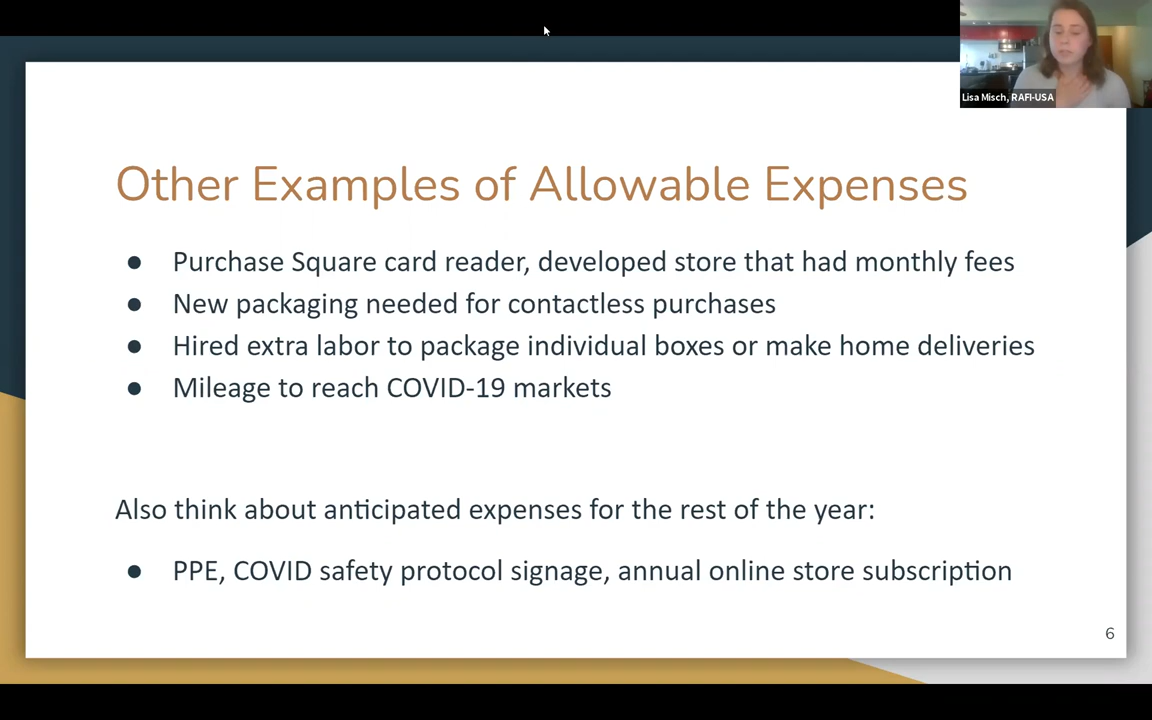 Lisa Misch, RAFI-USA
Other Examples of Allowable Expenses
● Purchase Square card reader, developed store that had monthly fees
● New packaging needed for contactless purchases
● Hired extra labor to package individual boxes or make home deliveries
● Mileage to reach COVID-19 markets
Also think about anticipated expenses for the rest of the year:
● PPE, COVID safety protocol signage, annual online store subscription
6